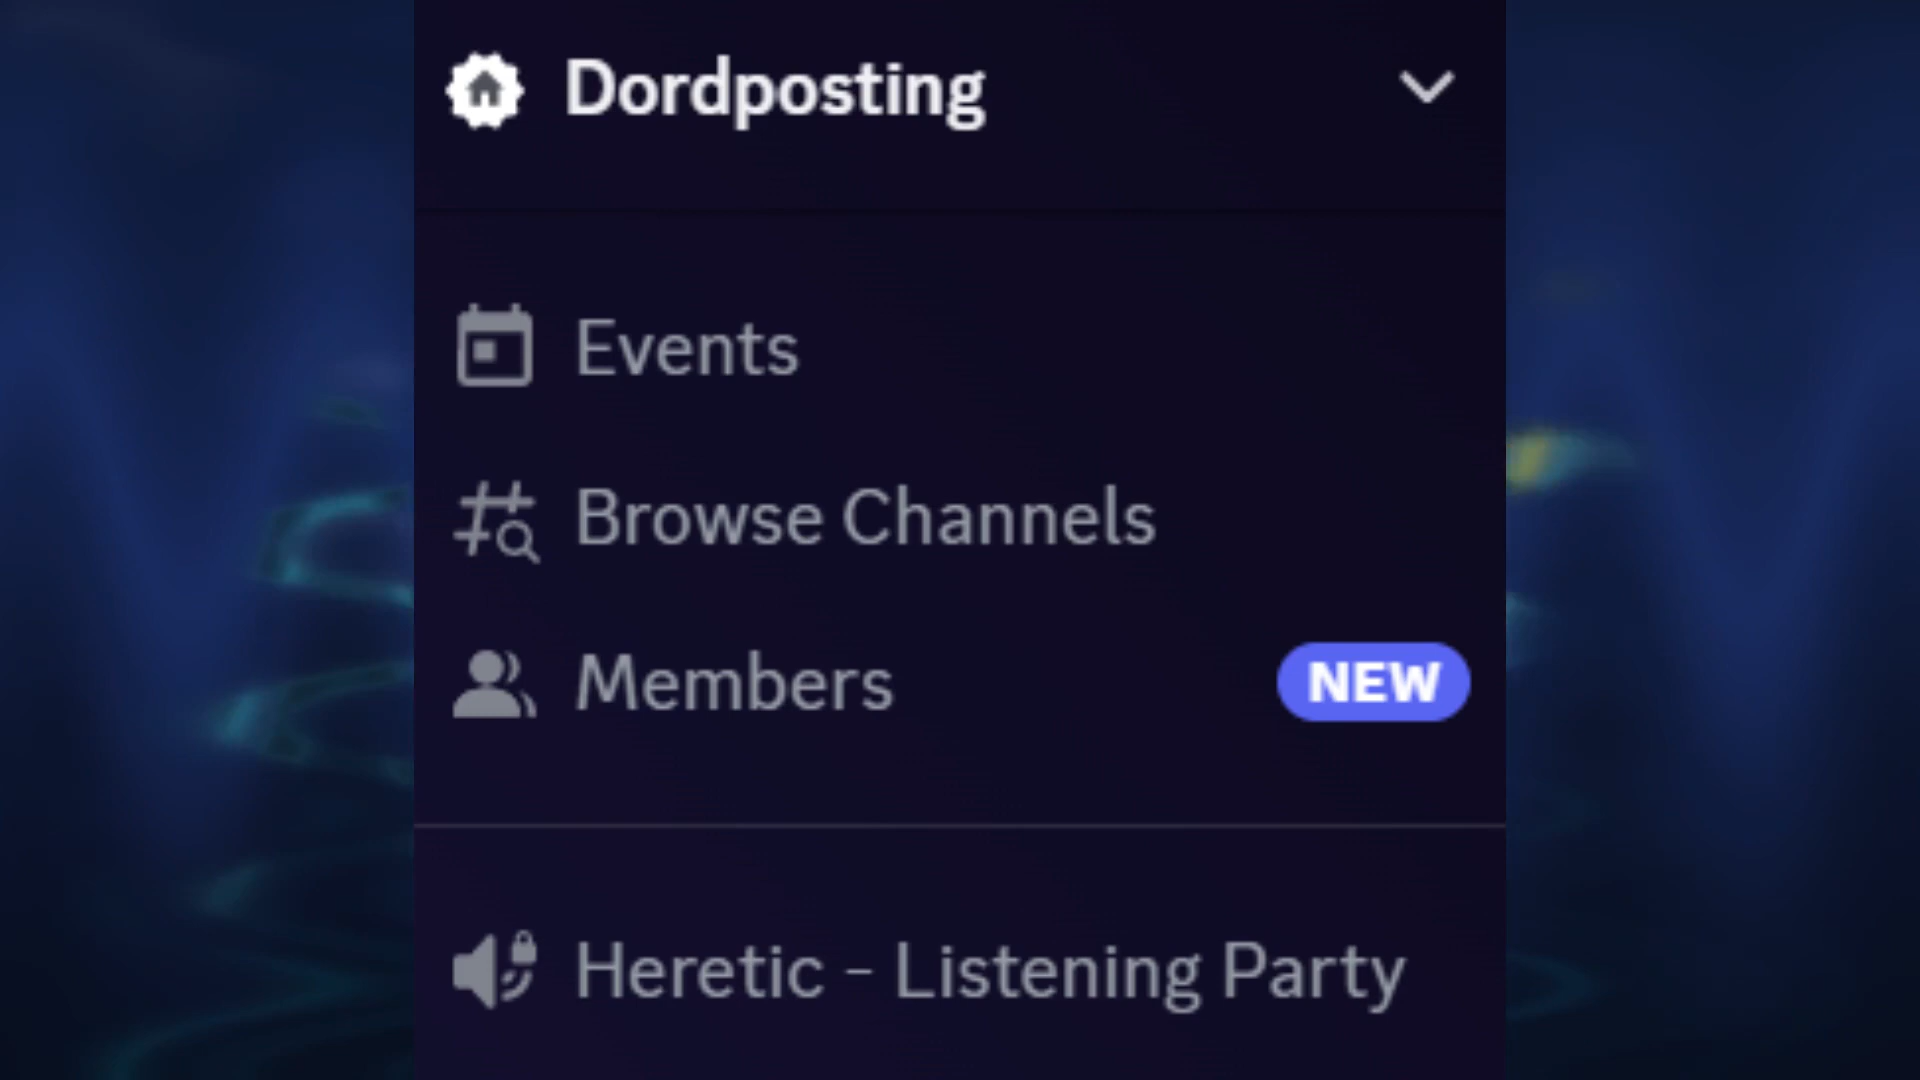 Dordposting
Events
Browse Channels
Members
NEW
Heretic - Listening Party